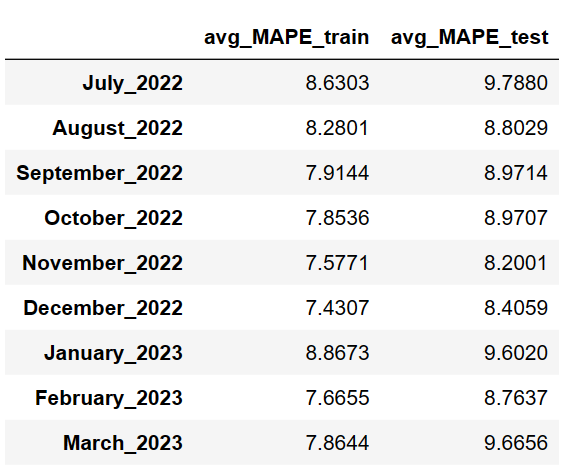 avg_MAPE_train avg_MAPE_test
July_2022 8.6303 9.7880
August_2022 8.2801 8.8029
September_2022 7.9144 8.9714
October_2022 7.8536 8.9707
November_2022 7.5771 8.2001
December_2022 7.4307 8.4059
January_2023 8.8673 9.6020
February_2023 7.6655 8.7637
March_2023 7.8644 9.6656